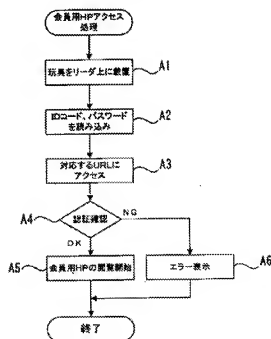 会員用HPアクセス
処理
玩具をリーダ上に載置
A1
IDコード、パスワード
を読み込み
A2
対応するURLに
アクセス
A3
A4
認証確認
NG
OK
A5
会員用HPの閲覧開始
エラー表示
A6
終了